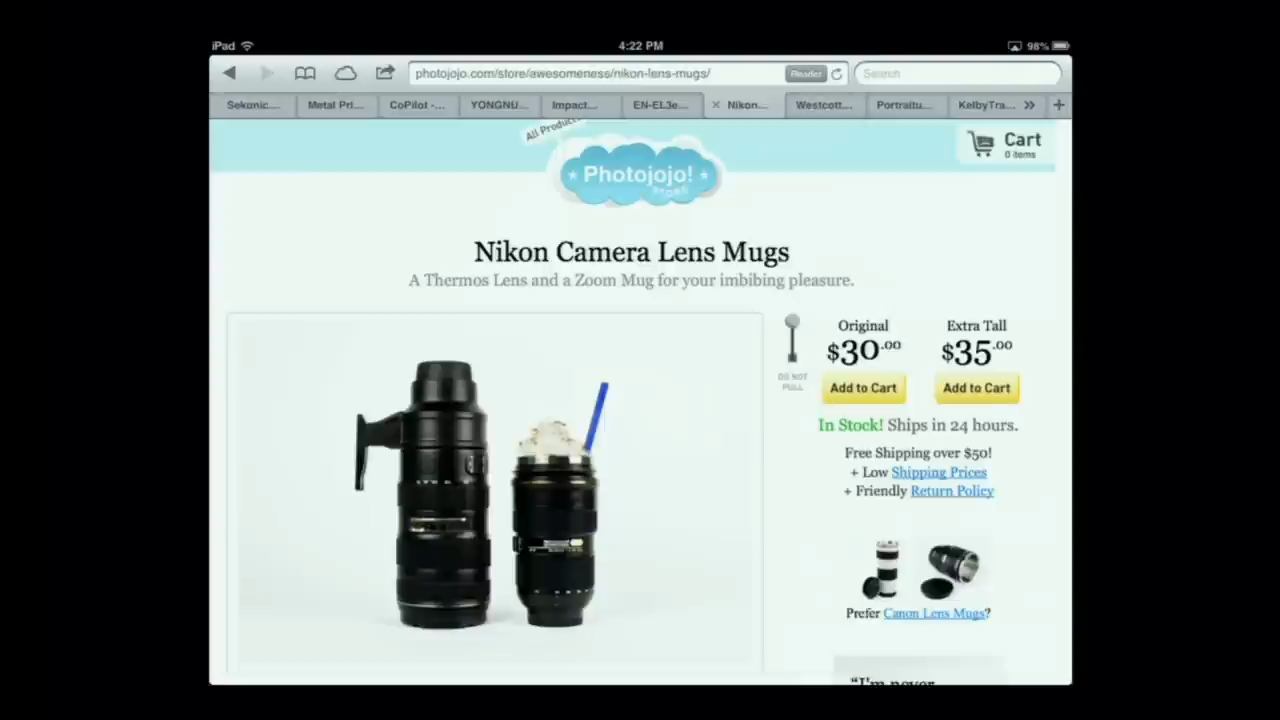 iPad
4:22 PM
98%
photojojo.com/store/awesomeness/nikon-lens-mugs/
Reader
Search
Sekonic...
Metal Pri...
CoPilot -...
YONGNU...
Impact...
EN-EL3e...
Nikon...
Westcott...
Portraitu...
KelbyTra...
All Products
Cart
0 items
Photojojo!
STORE
Nikon Camera Lens Mugs
A Thermos Lens and a Zoom Mug for your imbibing pleasure.
Original
Extra Tall
$30.00
$35.00
DO NOT
PULL
Add to Cart
Add to Cart
In Stock! Ships in 24 hours.
Free Shipping over $50!
+ Low Shipping Prices
+ Friendly Return Policy
Prefer Canon Lens Mugs?
"I'm never